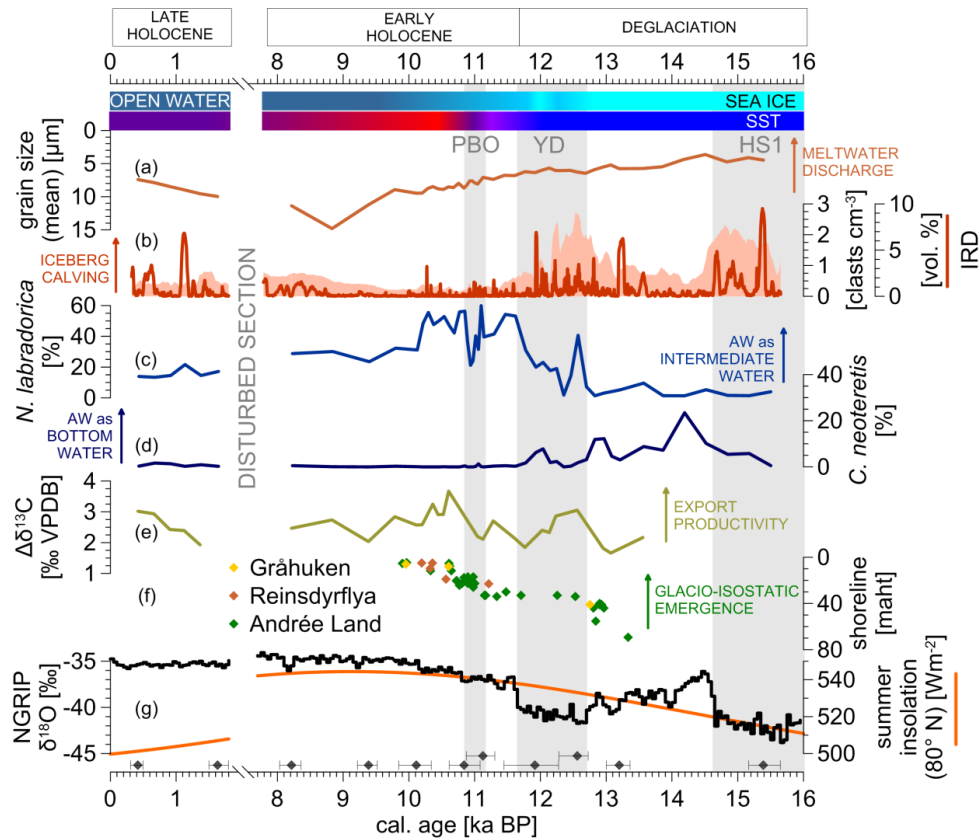 LATE
HOLOCENE
EARLY
HOLOCENE
DEGLACIATION
0 1 8 9 10 11 12 13 14 15 16
OPEN WATER
SEA ICE
SST
PBO YD HS1
grain size
(mean) [µm]
0
5
10
15
(a)
MELTWATER
DISCHARGE
(b)
ICEBERG
CALVING
3
2
1
0
[clasts cm-3]
10
5
0
[vol. %]
IRD
N. labradorica
[%]
60
40
20
0
(c)
AW as
INTERMEDIATE
WATER
DISTURBED SECTION
AW as
BOTTOM
WATER
(d)
40
20
0
C. neoteretis
[%]
Δδ13C
[‰ VPDB]
4
3
2
1
(e)
EXPORT
PRODUCTIVITY
(f)
Gråhuken
Reinsdyrflya
Andrée Land
GLACIO-ISOSTATIC
EMERGENCE
0
40
80
shoreline
[maht]
NGRIP
δ18O [‰]
-35
-40
-45
(g)
540
520
500
summer
insolation
(80° N) [Wm-2]
0 1 8 9 10 11 12 13 14 15 16
cal. age [ka BP]